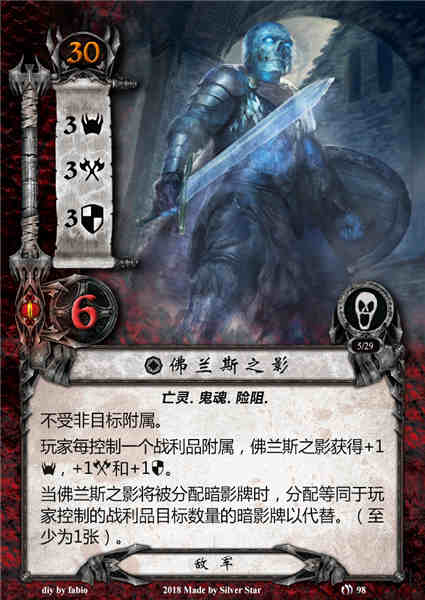 30
3
3
3
6
5/29
佛兰斯之影
亡灵. 鬼魂. 险阻.
不受非目标附属。
玩家每控制一个战利品附属，佛兰斯之影获得+1
，+1和+1。
当佛兰斯之影将被分配暗影牌时，分配等同于玩
家控制的战利品目标数量的暗影牌以代替。（至
少为1张）。
敌军
diy by fabio
2018 Made by Silver Star
98